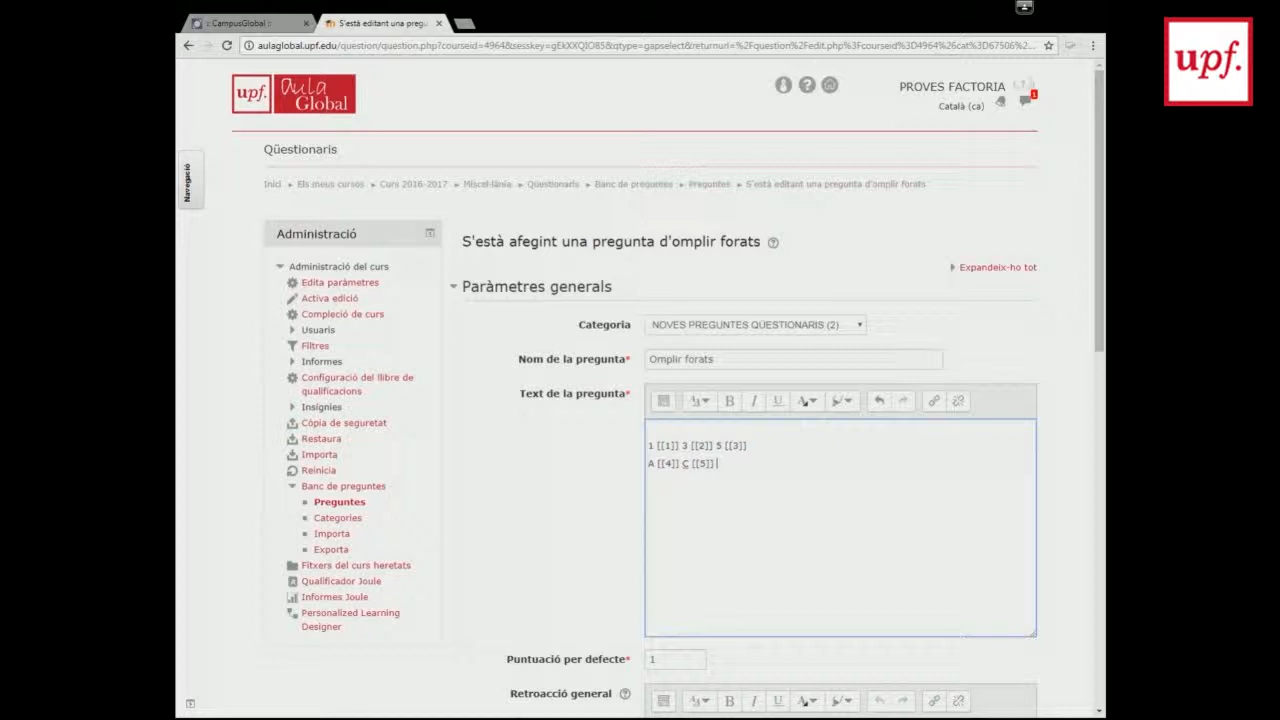 :: CampusGlobal ::
S'està editant una pregu
aulaglobal.upf.edu/question/question.php?courseid=4964&sesskey=gEkXXQIO85&qtype=gapselect&returnurl=%2Fquestion%2Fedit.php%3Fcourseid%3D4964%26cat%3D67506%2...
upf.
upf.
Aula
Global
PROVES FACTORIA
Català (ca)
1
Navegació
Qüestionaris
Inici ► Els meus cursos ► Curs 2016-2017 ► Miscel·lània ► Qüestionaris ► Banc de preguntes ► Preguntes ► S'està editant una pregunta d'omplir forats
Administració
Administració del curs
Edita paràmetres
Activa edició
Compleció de curs
Usuaris
Filtres
Informes
Configuració del llibre de
qualificacions
Insígnies
Còpia de seguretat
Restaura
Importa
Reinicia
Banc de preguntes
Preguntes
Categories
Importa
Exporta
Fitxers del curs heretats
Qualificador Joule
Informes Joule
Personalized Learning
Designer
S'està afegint una pregunta d'omplir forats
Expandeix-ho tot
Paràmetres generals
Categoria
NOVES PREGUNTES QÜESTIONARIS (2)
Nom de la pregunta*
Omplir forats
Text de la pregunta*
B I U
1 [[1]] 3 [[2]] 5 [[3]]
A [[4]] C [[5]]
Puntuació per defecte*
1
Retroacció general
B I U